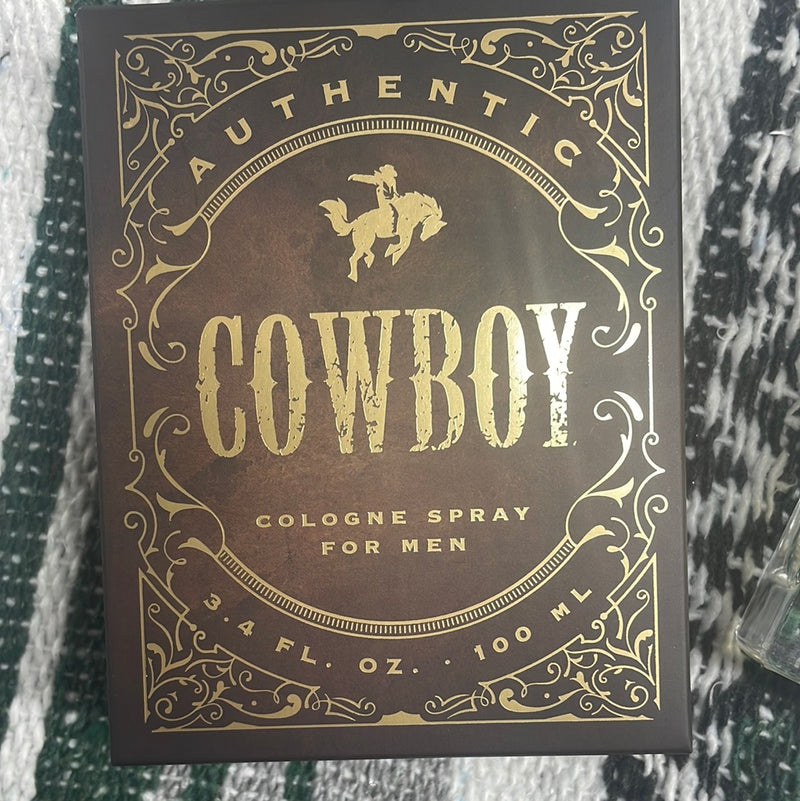 AUTHENTIC
COWBOY
COLOGNE SPRAY
FOR MEN
3.4 FL. OZ. · 100 ML